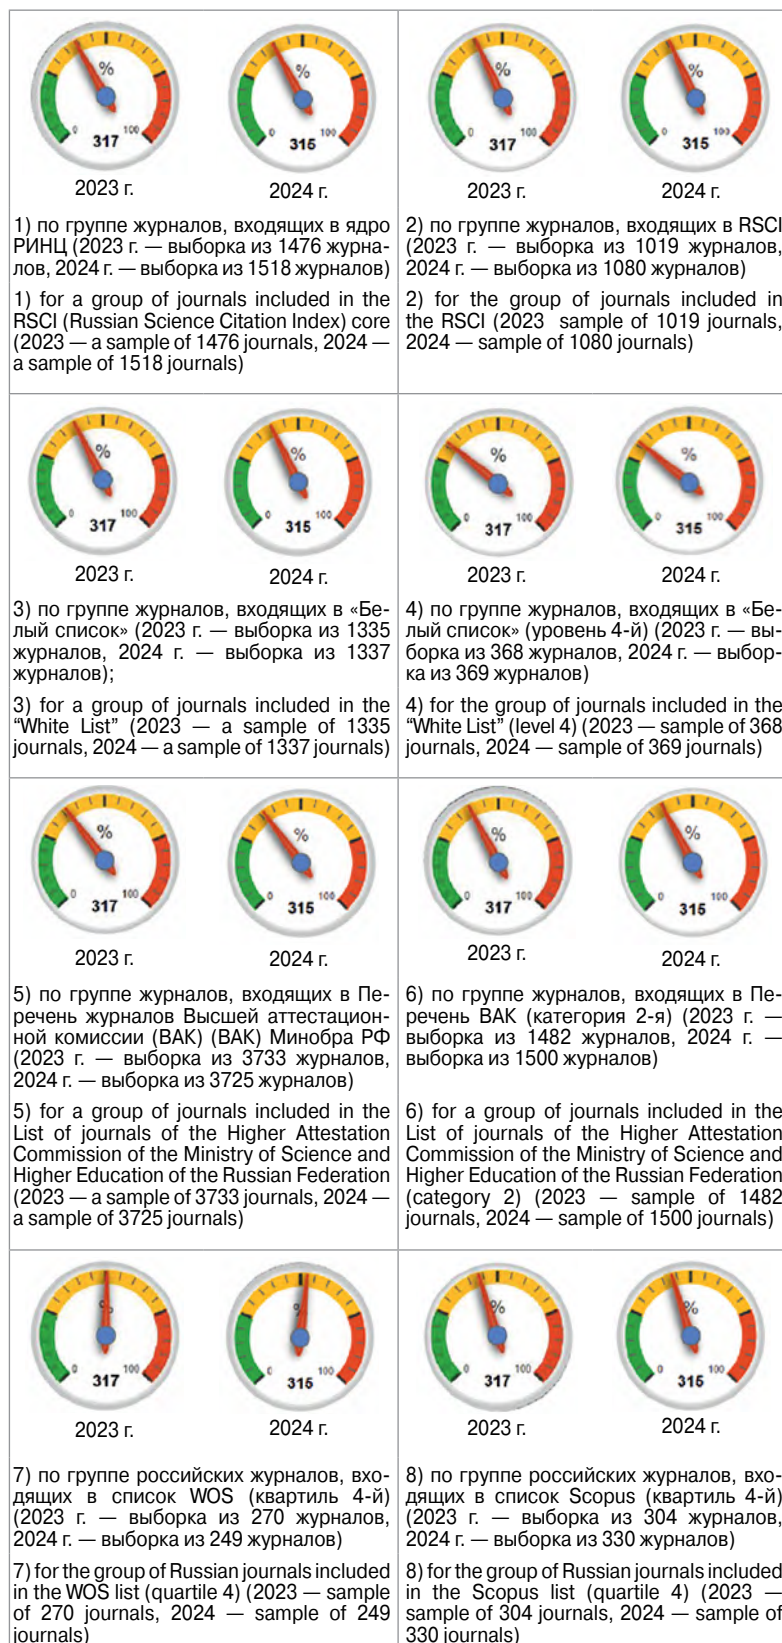 %
0
100
317
2023 г.
%
0
100
315
2024 г.
1) по группе журналов, входящих в ядро
РИНЦ (2023 г. — выборка из 1476 журна-
лов, 2024 г. — выборка из 1518 журналов)
1) for a group of journals included in the
RSCI (Russian Science Citation Index) core
(2023 — a sample of 1476 journals, 2024 —
a sample of 1518 journals)
%
0
100
317
2023 г.
%
0
100
315
2024 г.
2) по группе журналов, входящих в RSCI
(2023 г. — выборка из 1019 журналов,
2024 г. — выборка из 1080 журналов)
2) for the group of journals included in
the RSCI (2023 sample of 1019 journals,
2024 — sample of 1080 journals)
%
0
100
317
2023 г.
%
0
100
315
2024 г.
3) по группе журналов, входящих в «Бе-
лый список» (2023 г. — выборка из 1335
журналов, 2024 г. — выборка из 1337
журналов);
3) for a group of journals included in the
“White List” (2023 — a sample of 1335
journals, 2024 — a sample of 1337 journals)
%
0
100
317
2023 г.
%
0
100
315
2024 г.
4) по группе журналов, входящих в «Бе-
лый список» (уровень 4-й) (2023 г. — вы-
борка из 368 журналов, 2024 г. — выбор-
ка из 369 журналов)
4) for the group of journals included in the
“White List” (level 4) (2023 — sample of 368
journals, 2024 — sample of 369 journals)
%
0
100
317
2023 г.
%
0
100
315
2024 г.
5) по группе журналов, входящих в Пе-
речень журналов Высшей аттестацион-
ной комиссии (ВАК) (ВАК) Минобра РФ
(2023 г. — выборка из 3733 журналов,
2024 г. — выборка из 3725 журналов)
5) for a group of journals included in the
List of journals of the Higher Attestation
Commission of the Ministry of Science and
Higher Education of the Russian Federation
(2023 — a sample of 3733 journals, 2024 —
a sample of 3725 journals)
%
0
100
317
2023 г.
%
0
100
315
2024 г.
6) по группе журналов, входящих в Пе-
речень ВАК (категория 2-я) (2023 г. —
выборка из 1482 журналов, 2024 г. —
выборка из 1500 журналов)
6) for a group of journals included in the
List of journals of the Higher Attestation
Commission of the Ministry of Science and
Higher Education of the Russian Federation
(category 2) (2023 — sample of 1482
journals, 2024 — sample of 1500 journals)
%
0
100
317
2023 г.
%
0
100
315
2024 г.
7) по группе российских журналов, вхо-
дящих в список WOS (квартиль 4-й)
(2023 г. — выборка из 270 журналов,
2024 г. — выборка из 249 журналов)
7) for the group of Russian journals included
in the WOS list (quartile 4) (2023 — sample
of 270 journals, 2024 — sample of 249
journals)
%
0
100
317
2023 г.
%
0
100
315
2024 г.
8) по группе российских журналов, вхо-
дящих в список Scopus (квартиль 4-й)
(2023 г. — выборка из 304 журналов,
2024 г. — выборка из 330 журналов)
8) for the group of Russian journals included
in the Scopus list (quartile 4) (2023 —
sample of 304 journals, 2024 — sample of
330 journals)